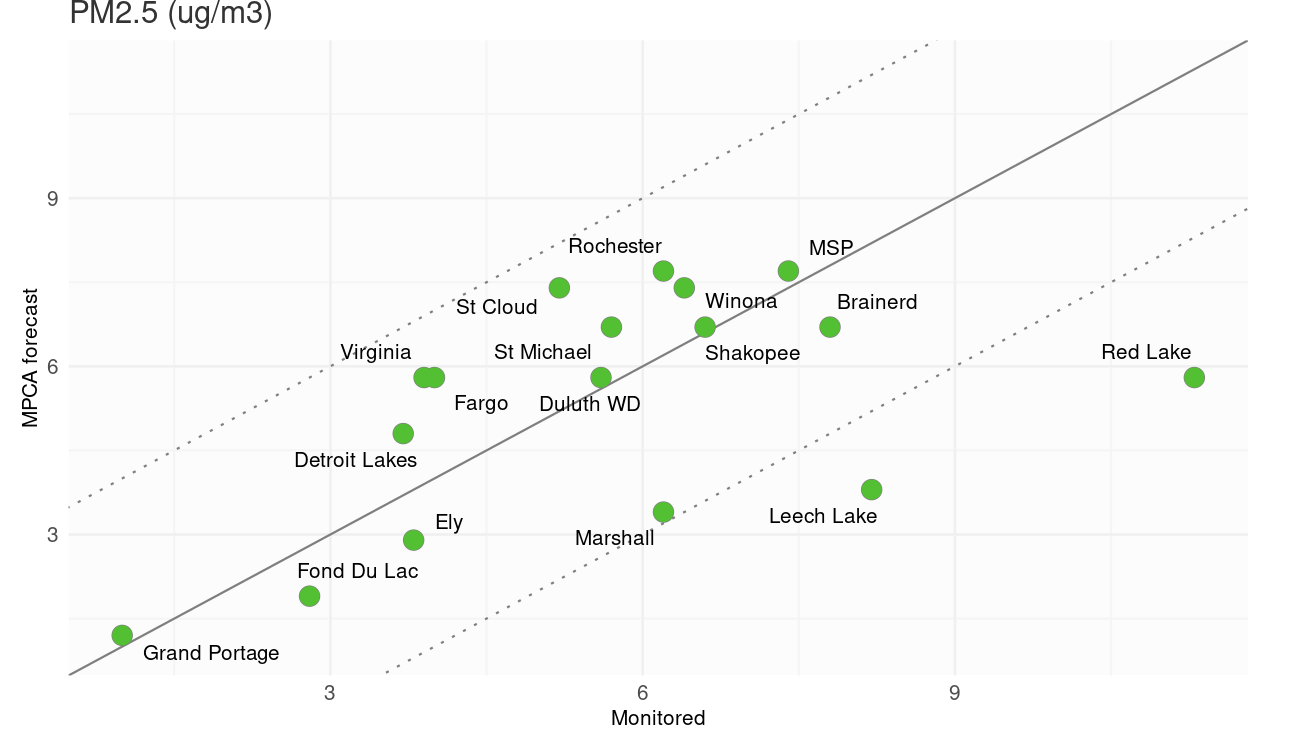 PM2.5 (ug/m3)
MPCA forecast
9
6
3
Rochester
MSP
St Cloud
Winona
Brainerd
Virginia
St Michael
Shakopee
Red Lake
Fargo
Duluth WD
Detroit Lakes
Ely
Leech Lake
Marshall
Fond Du Lac
Grand Portage
3
6
9
Monitored